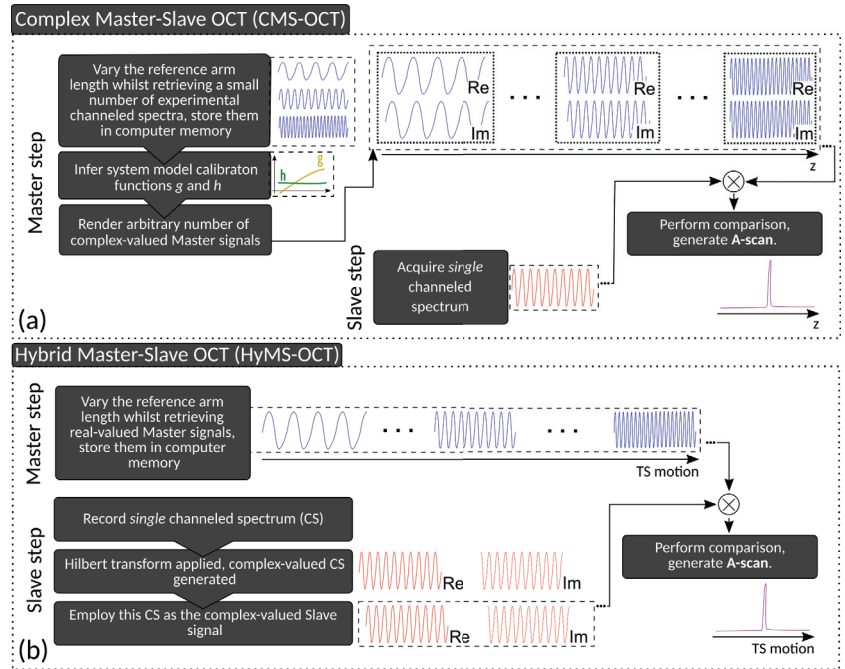 Complex Master-Slave OCT (CMS-OCT)
Master step
Vary the reference arm
length whilst retrieving a small
number of experimental
channeled spectra, store them
in computer memory
Infer system model calibraton
functions g and h
h
g
Render arbitrary number of
complex-valued Master signals
Re
Im
Re
Im
Re
Im
z
Perform comparison,
generate A-scan.
z
Slave step
Acquire single
channeled
spectrum
(a)
Hybrid Master-Slave OCT (HyMS-OCT)
Master step
Vary the reference arm
length whilst retrieving
real-valued Master signals,
store them in computer
memory
TS motion
Slave step
Record single channeled spectrum (CS)
Hilbert transform applied, complex-valued CS
generated
Re
Im
Employ this CS as the complex-valued Slave
signal
Re
Im
Perform comparison,
generate A-scan.
TS motion
(b)